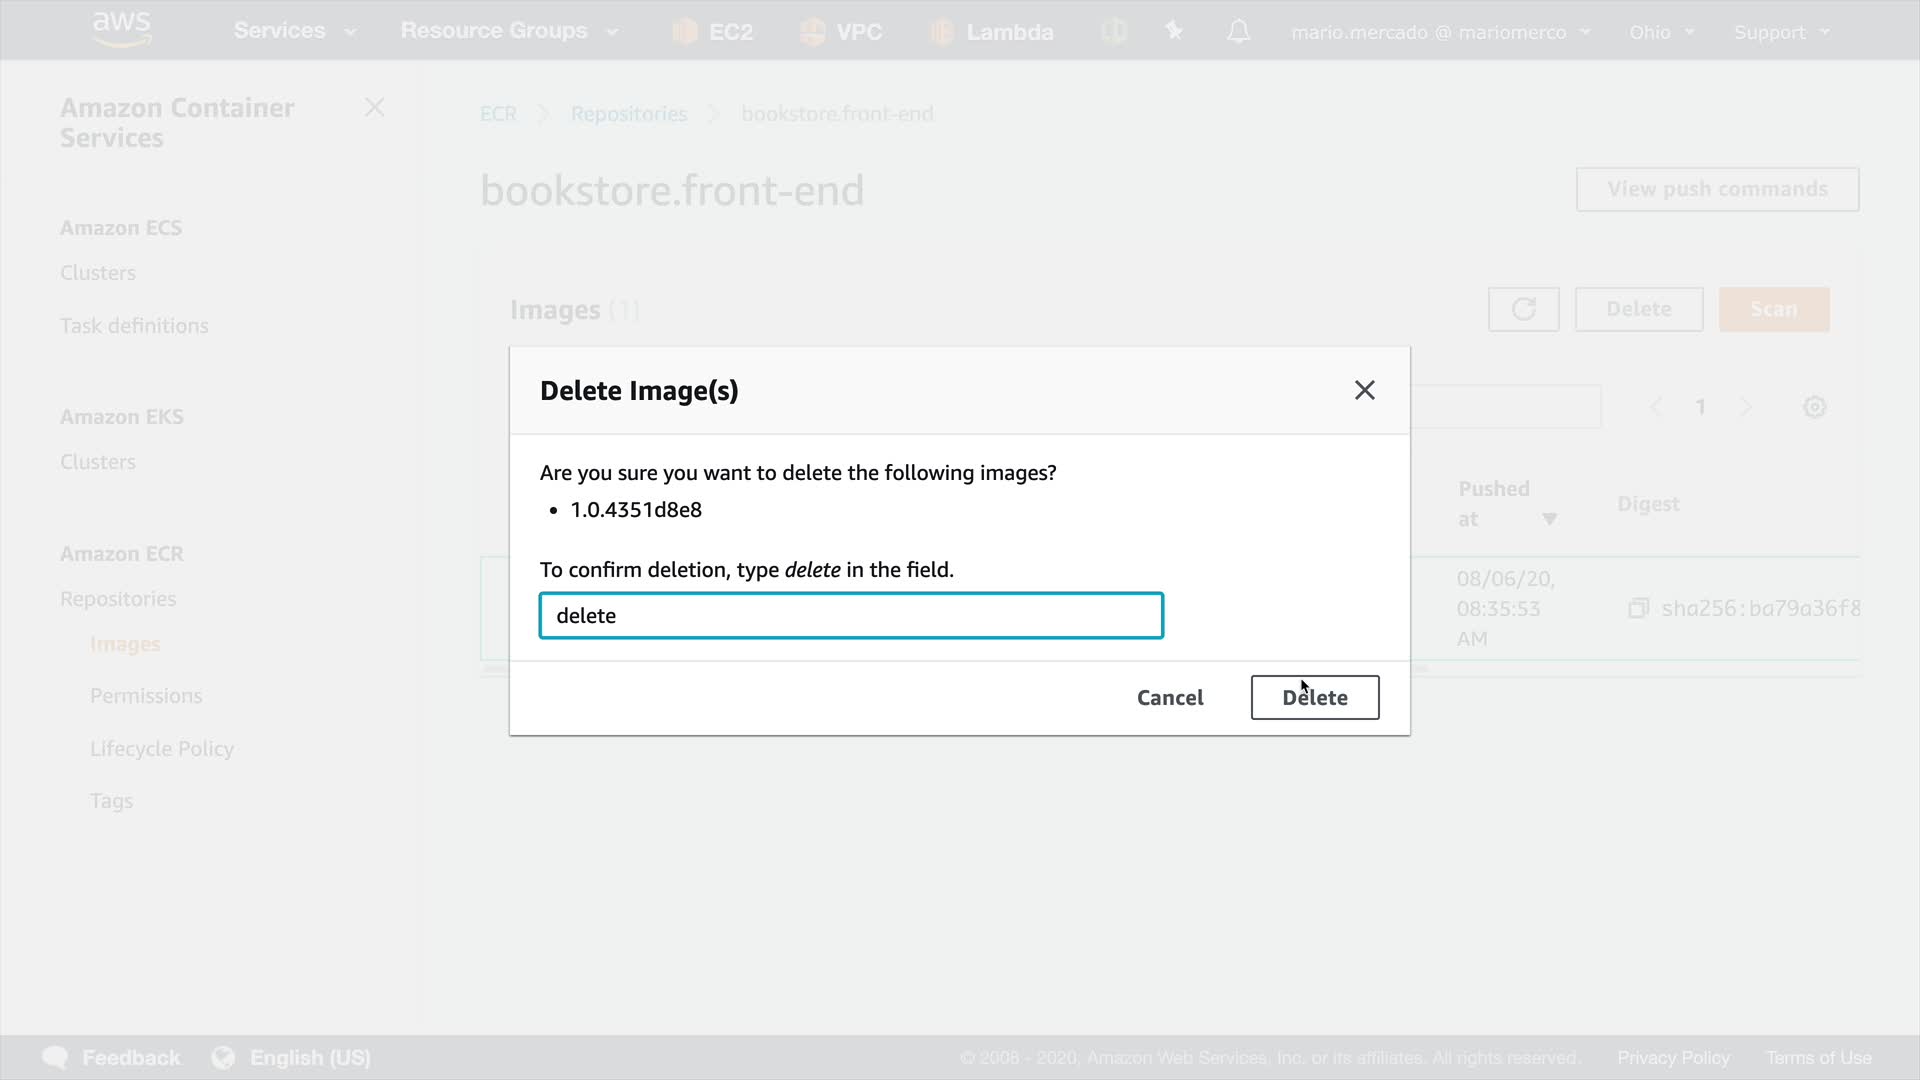 aws
Services
Resource Groups
EC2
VPC
Lambda
mario.mercado @ mariomerco
Ohio
Support
Amazon Container
Services
Amazon ECS
Clusters
Task definitions
Amazon EKS
Clusters
Amazon ECR
Repositories
Images
Permissions
Lifecycle Policy
Tags
ECR
Repositories
bookstore.front-end
bookstore.front-end
View push commands
Images (1)
Delete
Scan
1
Pushed
at
Digest
08/06/20,
08:35:53
AM
sha256:ba79a36f8
Delete Image(s)
Are you sure you want to delete the following images?
• 1.0.4351d8e8
To confirm deletion, type delete in the field.
delete
Cancel
Delete
Feedback
English (US)
© 2008 - 2020, Amazon Web Services, Inc. or its affiliates. All rights reserved.
Privacy Policy
Terms of Use